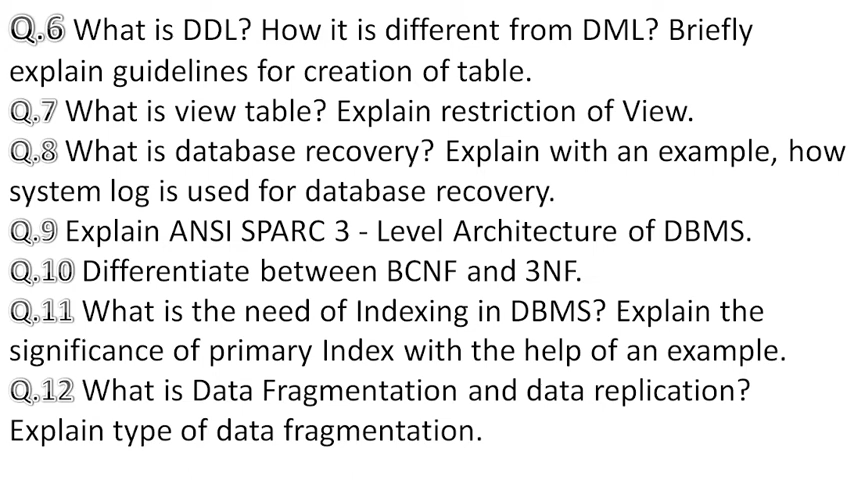 Q.6 What is DDL? How it is different from DML? Briefly
explain guidelines for creation of table.
Q.7 What is view table? Explain restriction of View.
Q.8 What is database recovery? Explain with an example, how
system log is used for database recovery.
Q.9 Explain ANSI SPARC 3 - Level Architecture of DBMS.
Q.10 Differentiate between BCNF and 3NF.
Q.11 What is the need of Indexing in DBMS? Explain the
significance of primary Index with the help of an example.
Q.12 What is Data Fragmentation and data replication?
Explain type of data fragmentation.